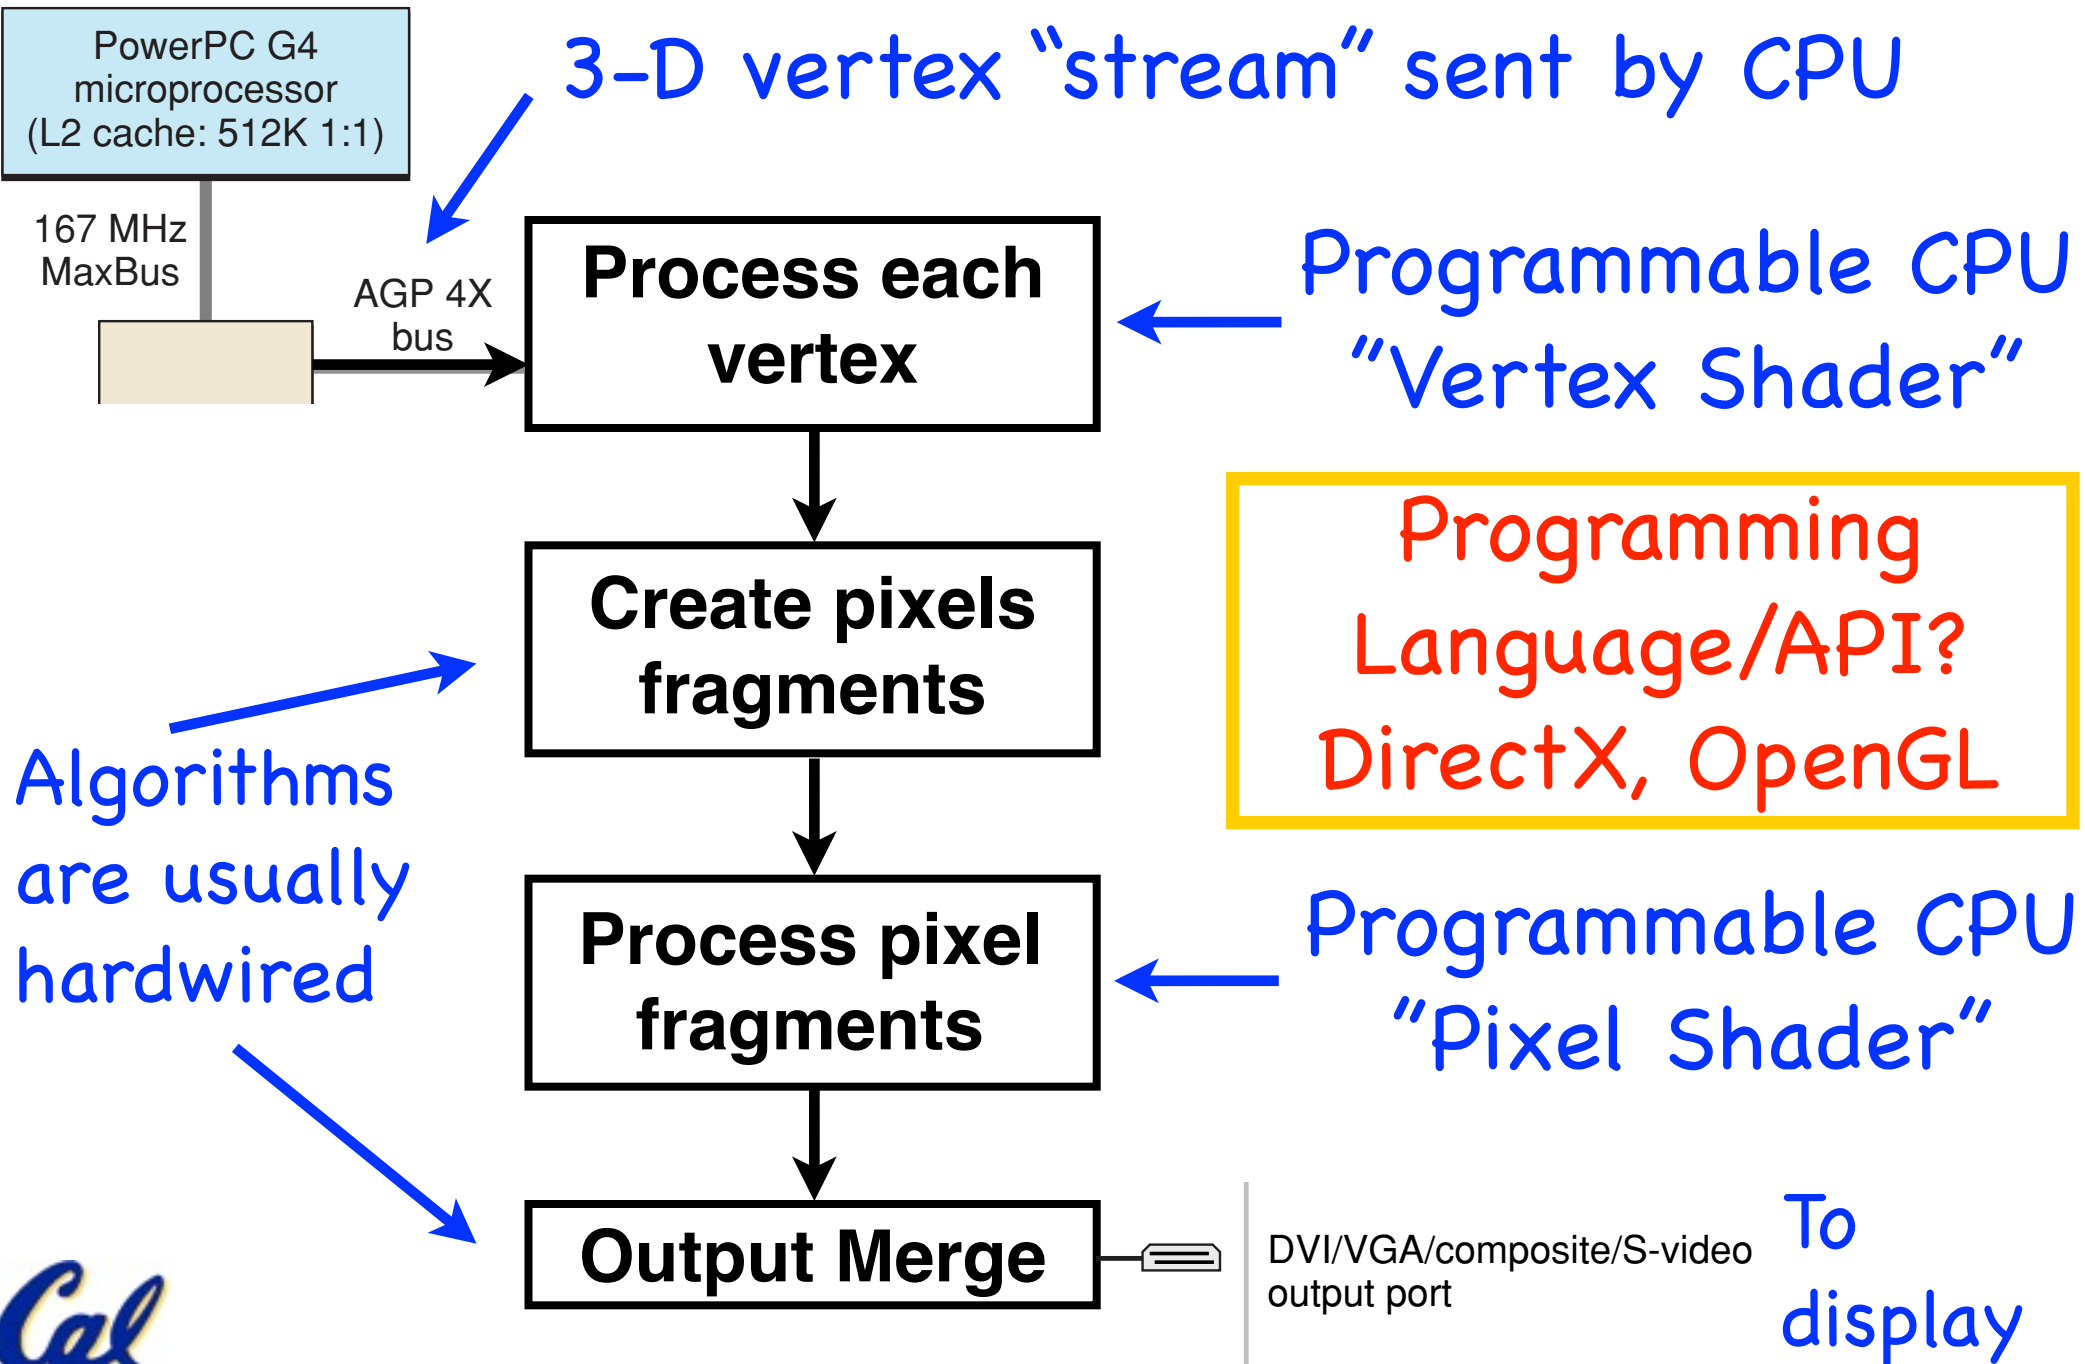 PowerPC G4
microprocessor
(L2 cache: 512K 1:1)
3-D vertex “stream” sent by CPU
167 MHz
MaxBus
AGP 4X
bus
Process each
vertex
Programmable CPU
"Vertex Shader"
Create pixels
fragments
Programming
Language/API?
DirectX, OpenGL
Algorithms
are usually
hardwired
Process pixel
fragments
Programmable CPU
"Pixel Shader"
Output Merge
DVI/VGA/composite/S-video
output port
To
display
Cal